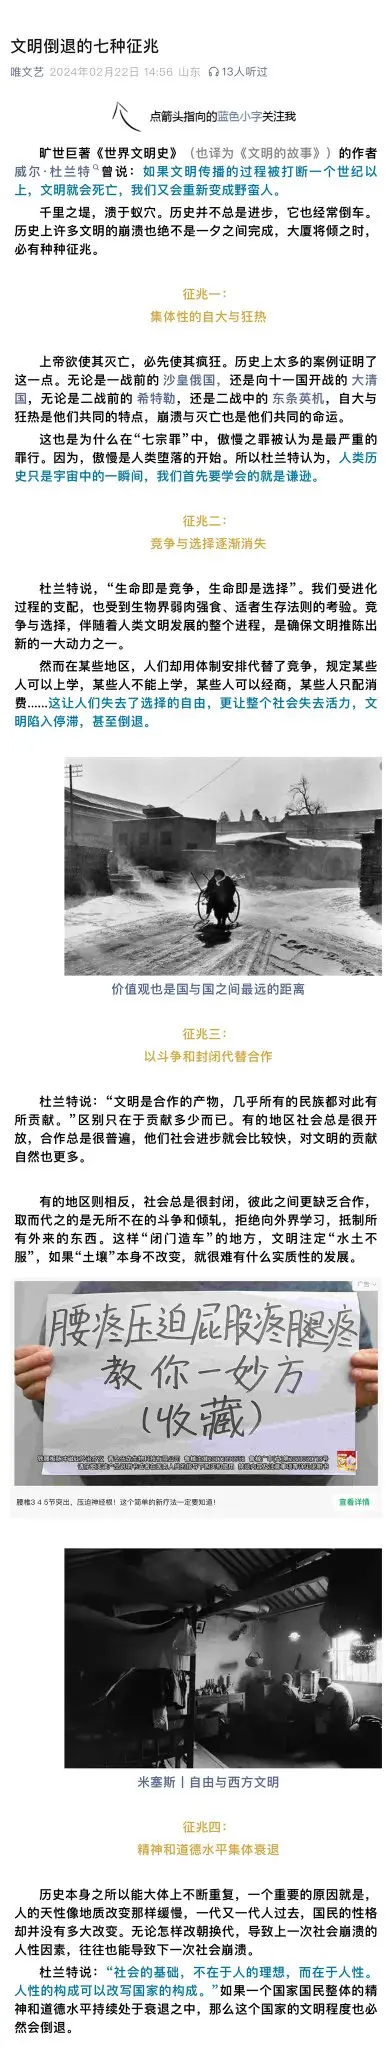 文明倒退的七种征兆
唯文艺 2024年02月22日 14:56 山东 13人听过
点箭头指向的蓝色小字关注我
旷世巨著《世界文明史》（也译为《文明的故事》）的作者
威尔·杜兰特 曾说：如果文明传播的过程被打断一个世纪以
上，文明就会死亡，我们又会重新变成野蛮人。
千里之堤，溃于蚁穴。历史并不总是进步，它也经常倒车。
历史上许多文明的崩溃也绝不是一夕之间完成，大厦将倾之时，
必有种种征兆。
征兆一：
集体性的自大与狂热
上帝欲使其灭亡，必先使其疯狂。历史上太多的案例证明了
这一点。无论是一战前的 沙皇俄国，还是向十一国开战的 大清
国，无论是二战前的 希特勒，还是二战中的 东条英机，自大与
狂热是他们共同的特点，崩溃与灭亡也是他们共同的命运。
这也是为什么在“七宗罪”中，傲慢之罪被认为是最严重的
罪行。因为，傲慢是人类堕落的开始。所以杜兰特认为，人类历
史只是宇宙中的一瞬间，我们首先要学会的就是谦逊。
征兆二：
竞争与选择逐渐消失
杜兰特说，“生命即是竞争，生命即是选择”。我们受进化
过程的支配，也受到生物界弱肉强食、适者生存法则的考验。竞
争与选择，伴随着人类文明发展的整个进程，是确保文明推陈出
新的一大动力之一。
然而在某些地区，人们却用体制安排代替了竞争，规定某些
人可以上学，某些人不能上学，某些人可以经商，某些人只配消
费……这让人们失去了选择的自由，更让整个社会失去活力，文
明陷入停滞，甚至倒退。
价值观也是国与国之间最远的距离
征兆三：
以斗争和封闭代替合作
杜兰特说：“文明是合作的产物，几乎所有的民族都对此有
所贡献。”区别只在于贡献多少而已。有的地区社会总是很开
放，合作总是很普遍，他们社会进步就会比较快，对文明的贡献
自然也更多。
有的地区则相反，社会总是很封闭，彼此之间更缺乏合作，
取而代之的是无所不在的斗争和倾轧，拒绝向外界学习，抵制所
有外来的东西。这样“闭门造车”的地方，文明注定“水土不
服”，如果“土壤”本身不改变，就很难有什么实质性的发展。
广告
腰疼压迫屁股疼腿疼
教你一妙方
（收藏）
腰椎3 4 5节突出，压迫神经根！这个简单的新疗法一定要知道！
查看详情
米塞斯丨自由与西方文明
征兆四：
精神和道德水平集体衰退
历史本身之所以能大体上不断重复，一个重要的原因就是，
人的天性像地质改变那样缓慢，一代又一代人过去，国民的性格
却并没有多大改变。无论怎样改朝换代，导致上一次社会崩溃的
人性因素，往往也能导致下一次社会崩溃。
杜兰特说：“社会的基础，不在于人的理想，而在于人性。
人性的构成可以改写国家的构成。”如果一个国家国民整体的精
神和道德水平持续处于衰退之中，那么这个国家的文明程度也必
然会倒退。